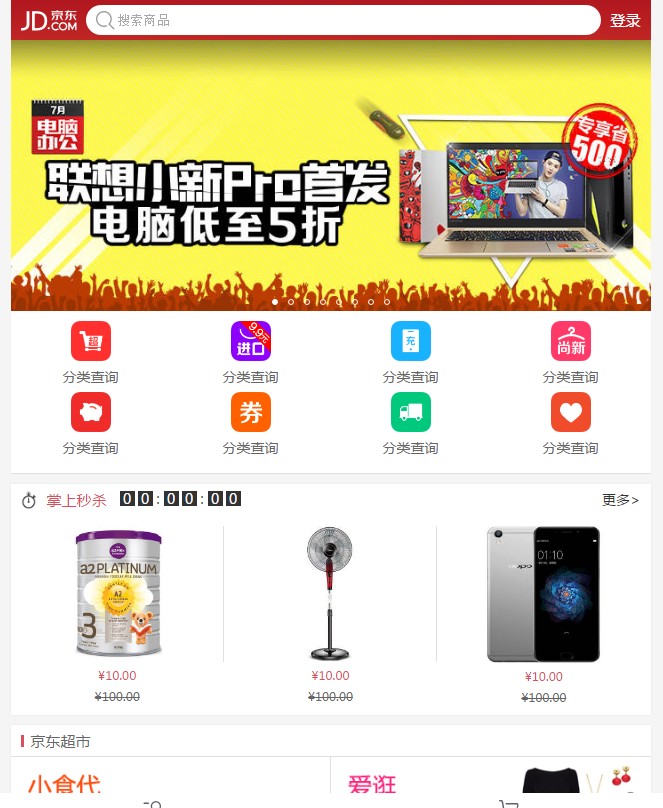 JD 京东 .COM
搜索商品
登录
7月
电脑
办公
专享省
500
联想小新Pro首发
电脑低至5折
超
9.9元
进口
充
尚新
分类查询 分类查询 分类查询 分类查询
券
分类查询 分类查询 分类查询 分类查询
掌上秒杀 00:00:00 更多>
a2 PLATINUM
A2
3
oppo
01:10
¥10.00 ¥10.00 ¥10.00
¥100.00 ¥100.00 ¥100.00
京东超市
小食代 爱逛